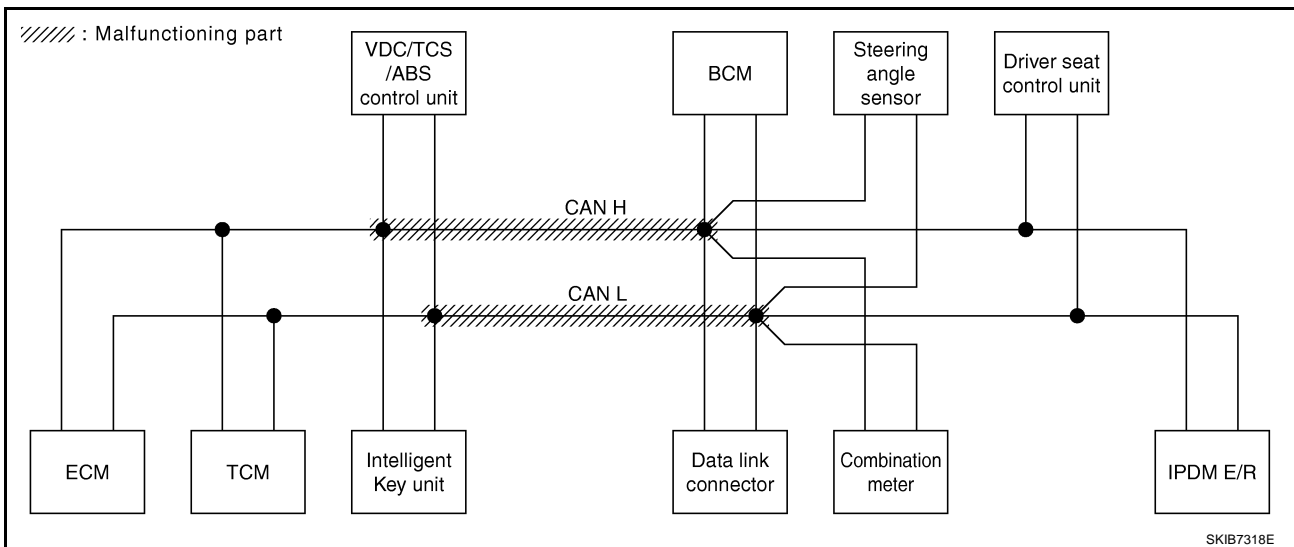 : Malfunctioning part
VDC/TCS
/ABS
control unit
BCM
Steering
angle
sensor
Driver seat
control unit
CAN H
CAN L
ECM
TCM
Intelligent
Key unit
Data link
connector
Combination
meter
IPDM E/R
SKIB7318E